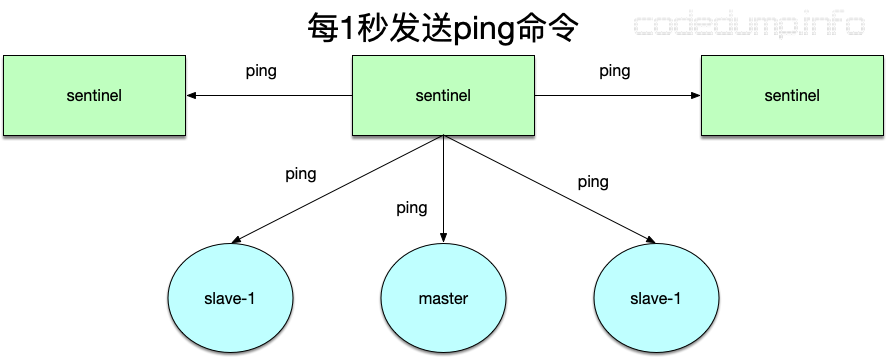 每1秒发送ping命令
codedump.info
ping
ping
sentinel
sentinel
sentinel
ping
ping
ping
slave-1
master
slave-1